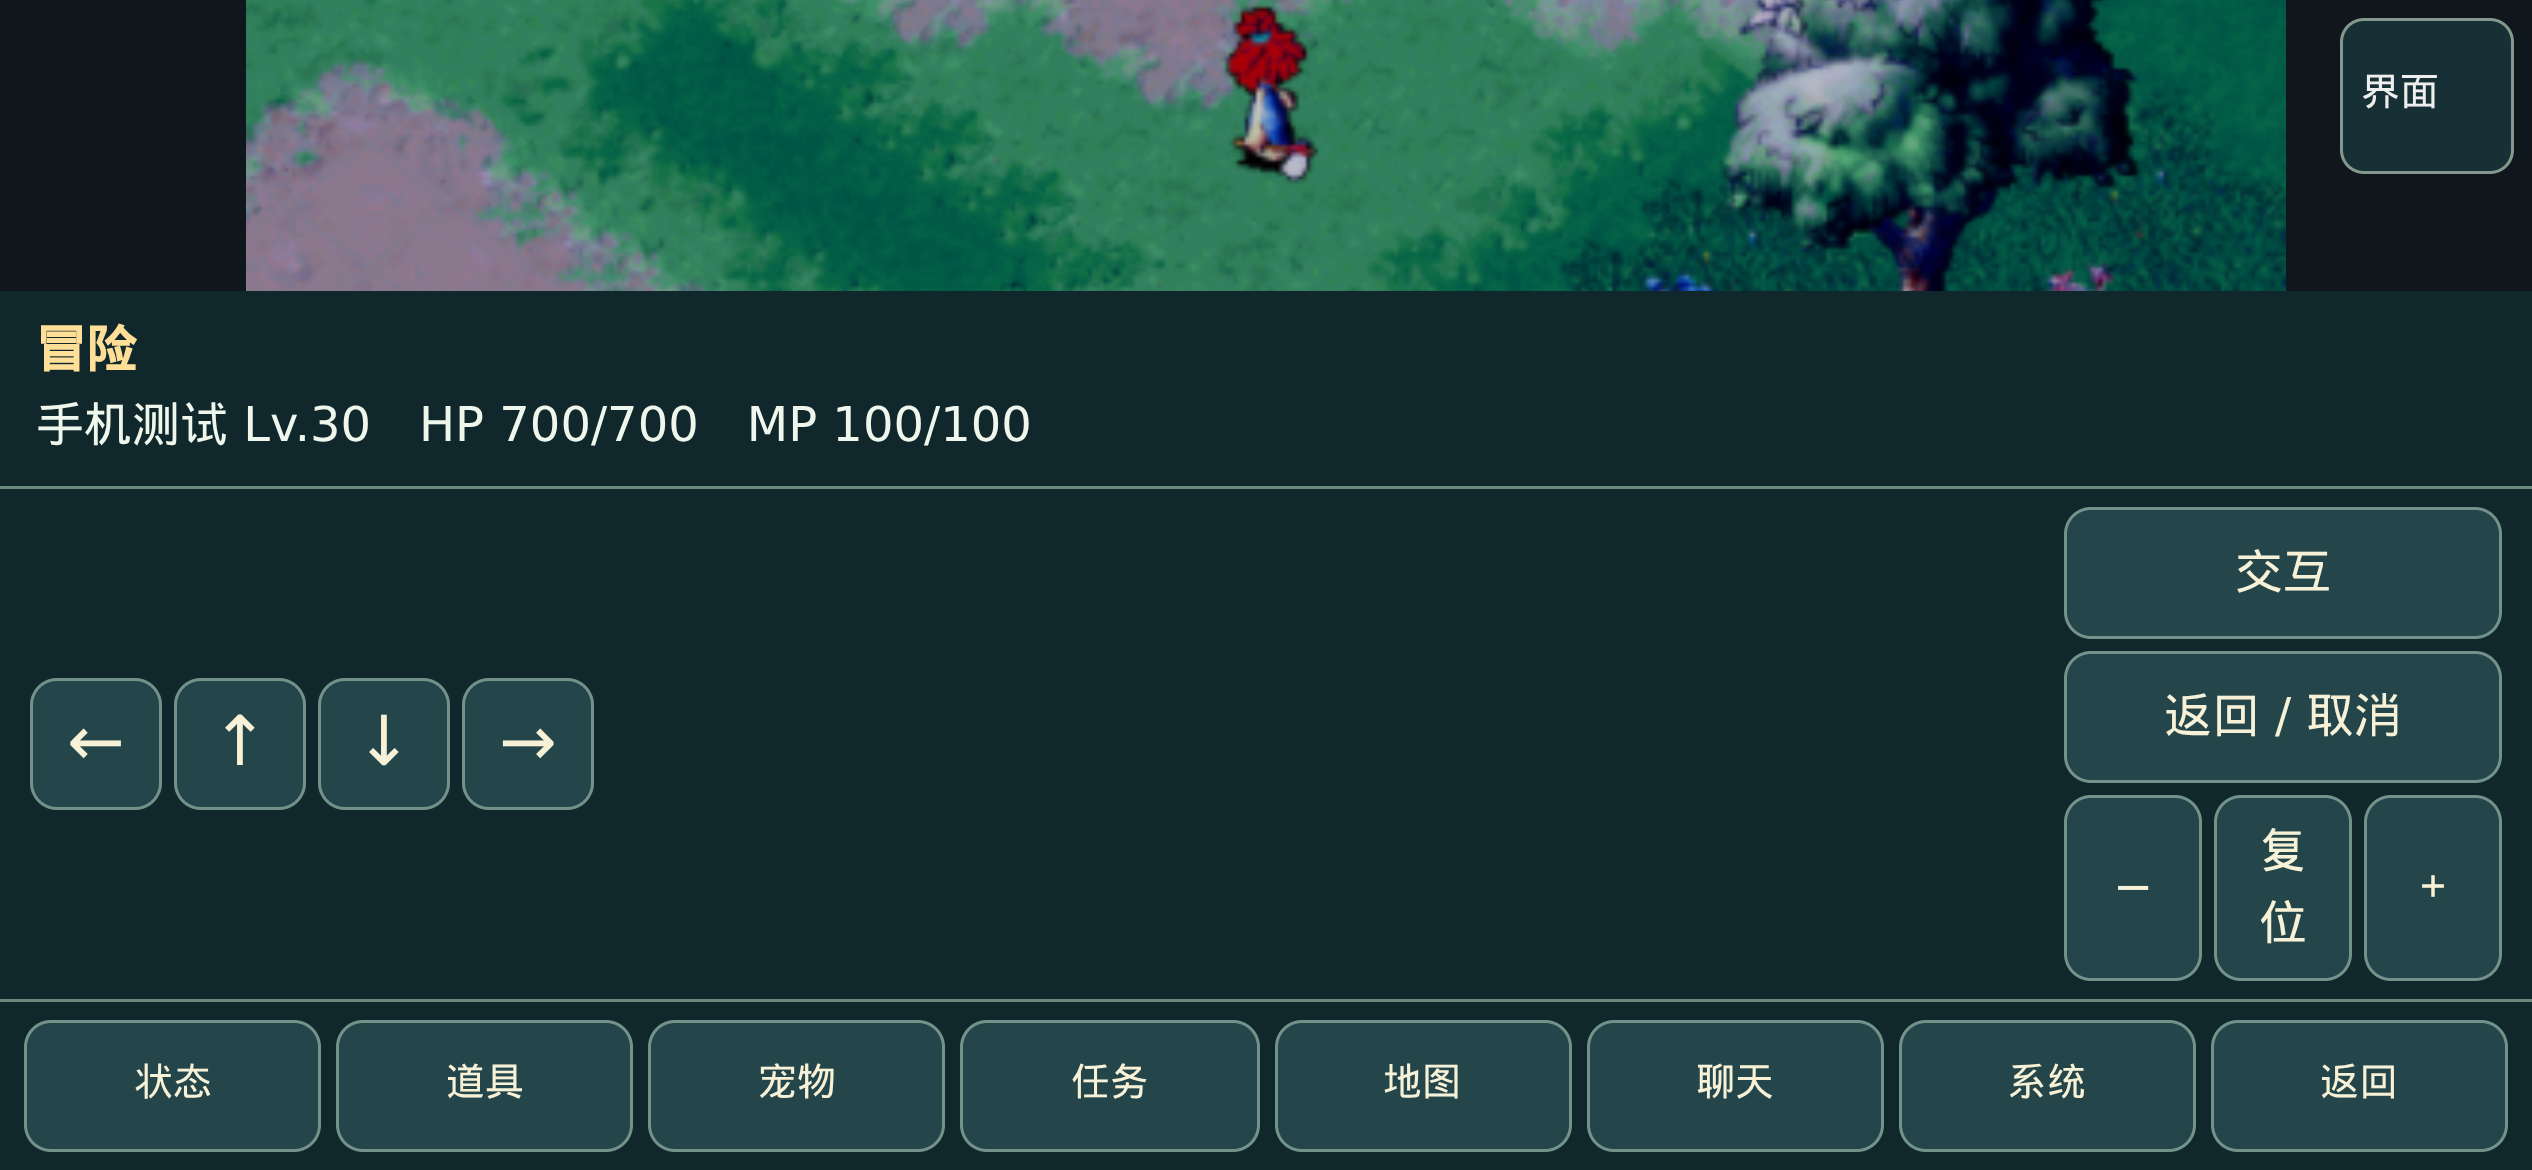 界面
冒险
手机测试 Lv.30 HP 700/700 MP 100/100
交互
返回 / 取消
← ↑ ↓ →
− 复位 +
状态 道具 宠物 任务 地图 聊天 系统 返回